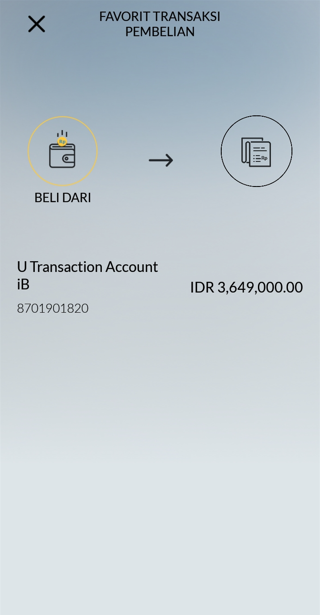 FAVORIT TRANSAKSI
PEMBELIAN
BELI DARI
U Transaction Account
iB
8701901820
IDR 3,649,000.00